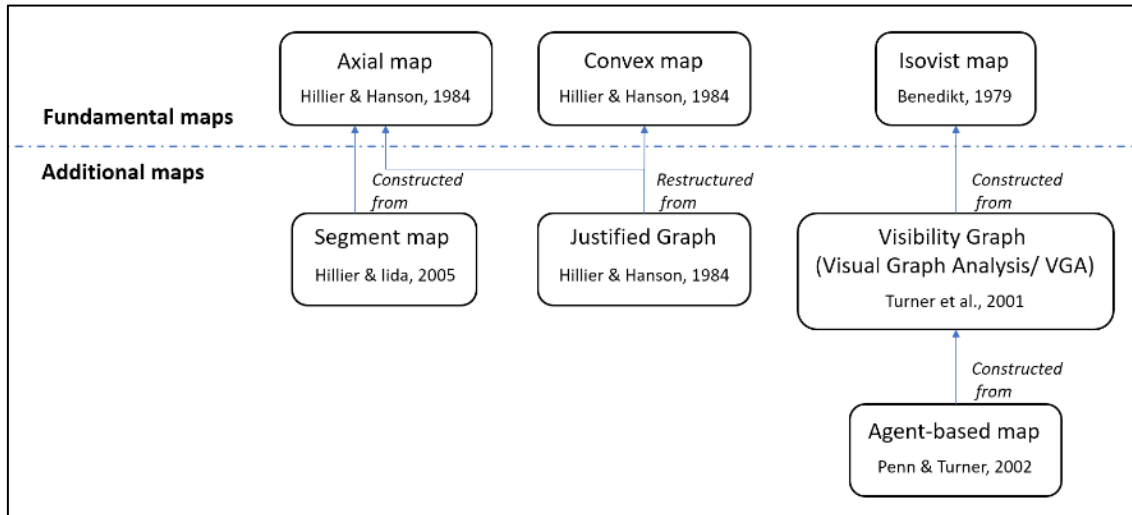 Axial map
Hillier & Hanson, 1984
Convex map
Hillier & Hanson, 1984
Isovist map
Benedikt, 1979
Fundamental maps
Additional maps
Constructed
from
Restructured
from
Constructed
from
Segment map
Hillier & Iida, 2005
Justified Graph
Hillier & Hanson, 1984
Visibility Graph
(Visual Graph Analysis/ VGA)
Turner et al., 2001
Constructed
from
Agent-based map
Penn & Turner, 2002